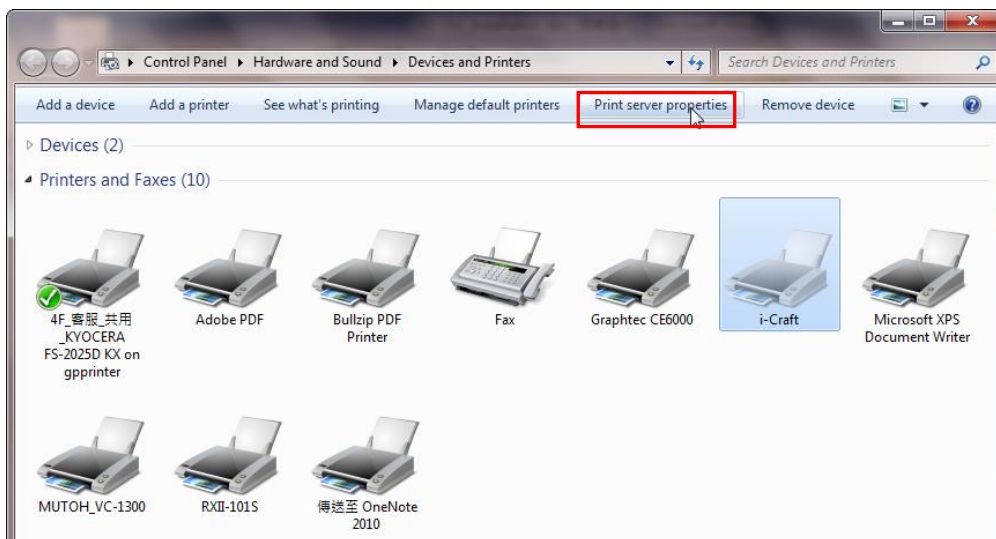 Control Panel ▸ Hardware and Sound ▸ Devices and Printers
Search Devices and Printers
Add a device Add a printer See what's printing Manage default printers Print server properties Remove device
Devices (2)
Printers and Faxes (10)
4F_客服_共用
_KYOCERA
FS-2025D KX on
gpprinter
Adobe PDF
Bullzip PDF
Printer
Fax
Graphtec CE6000
i-Craft
Microsoft XPS
Document Writer
MUTOH_VC-1300
RXII-101S
傳送至 OneNote
2010